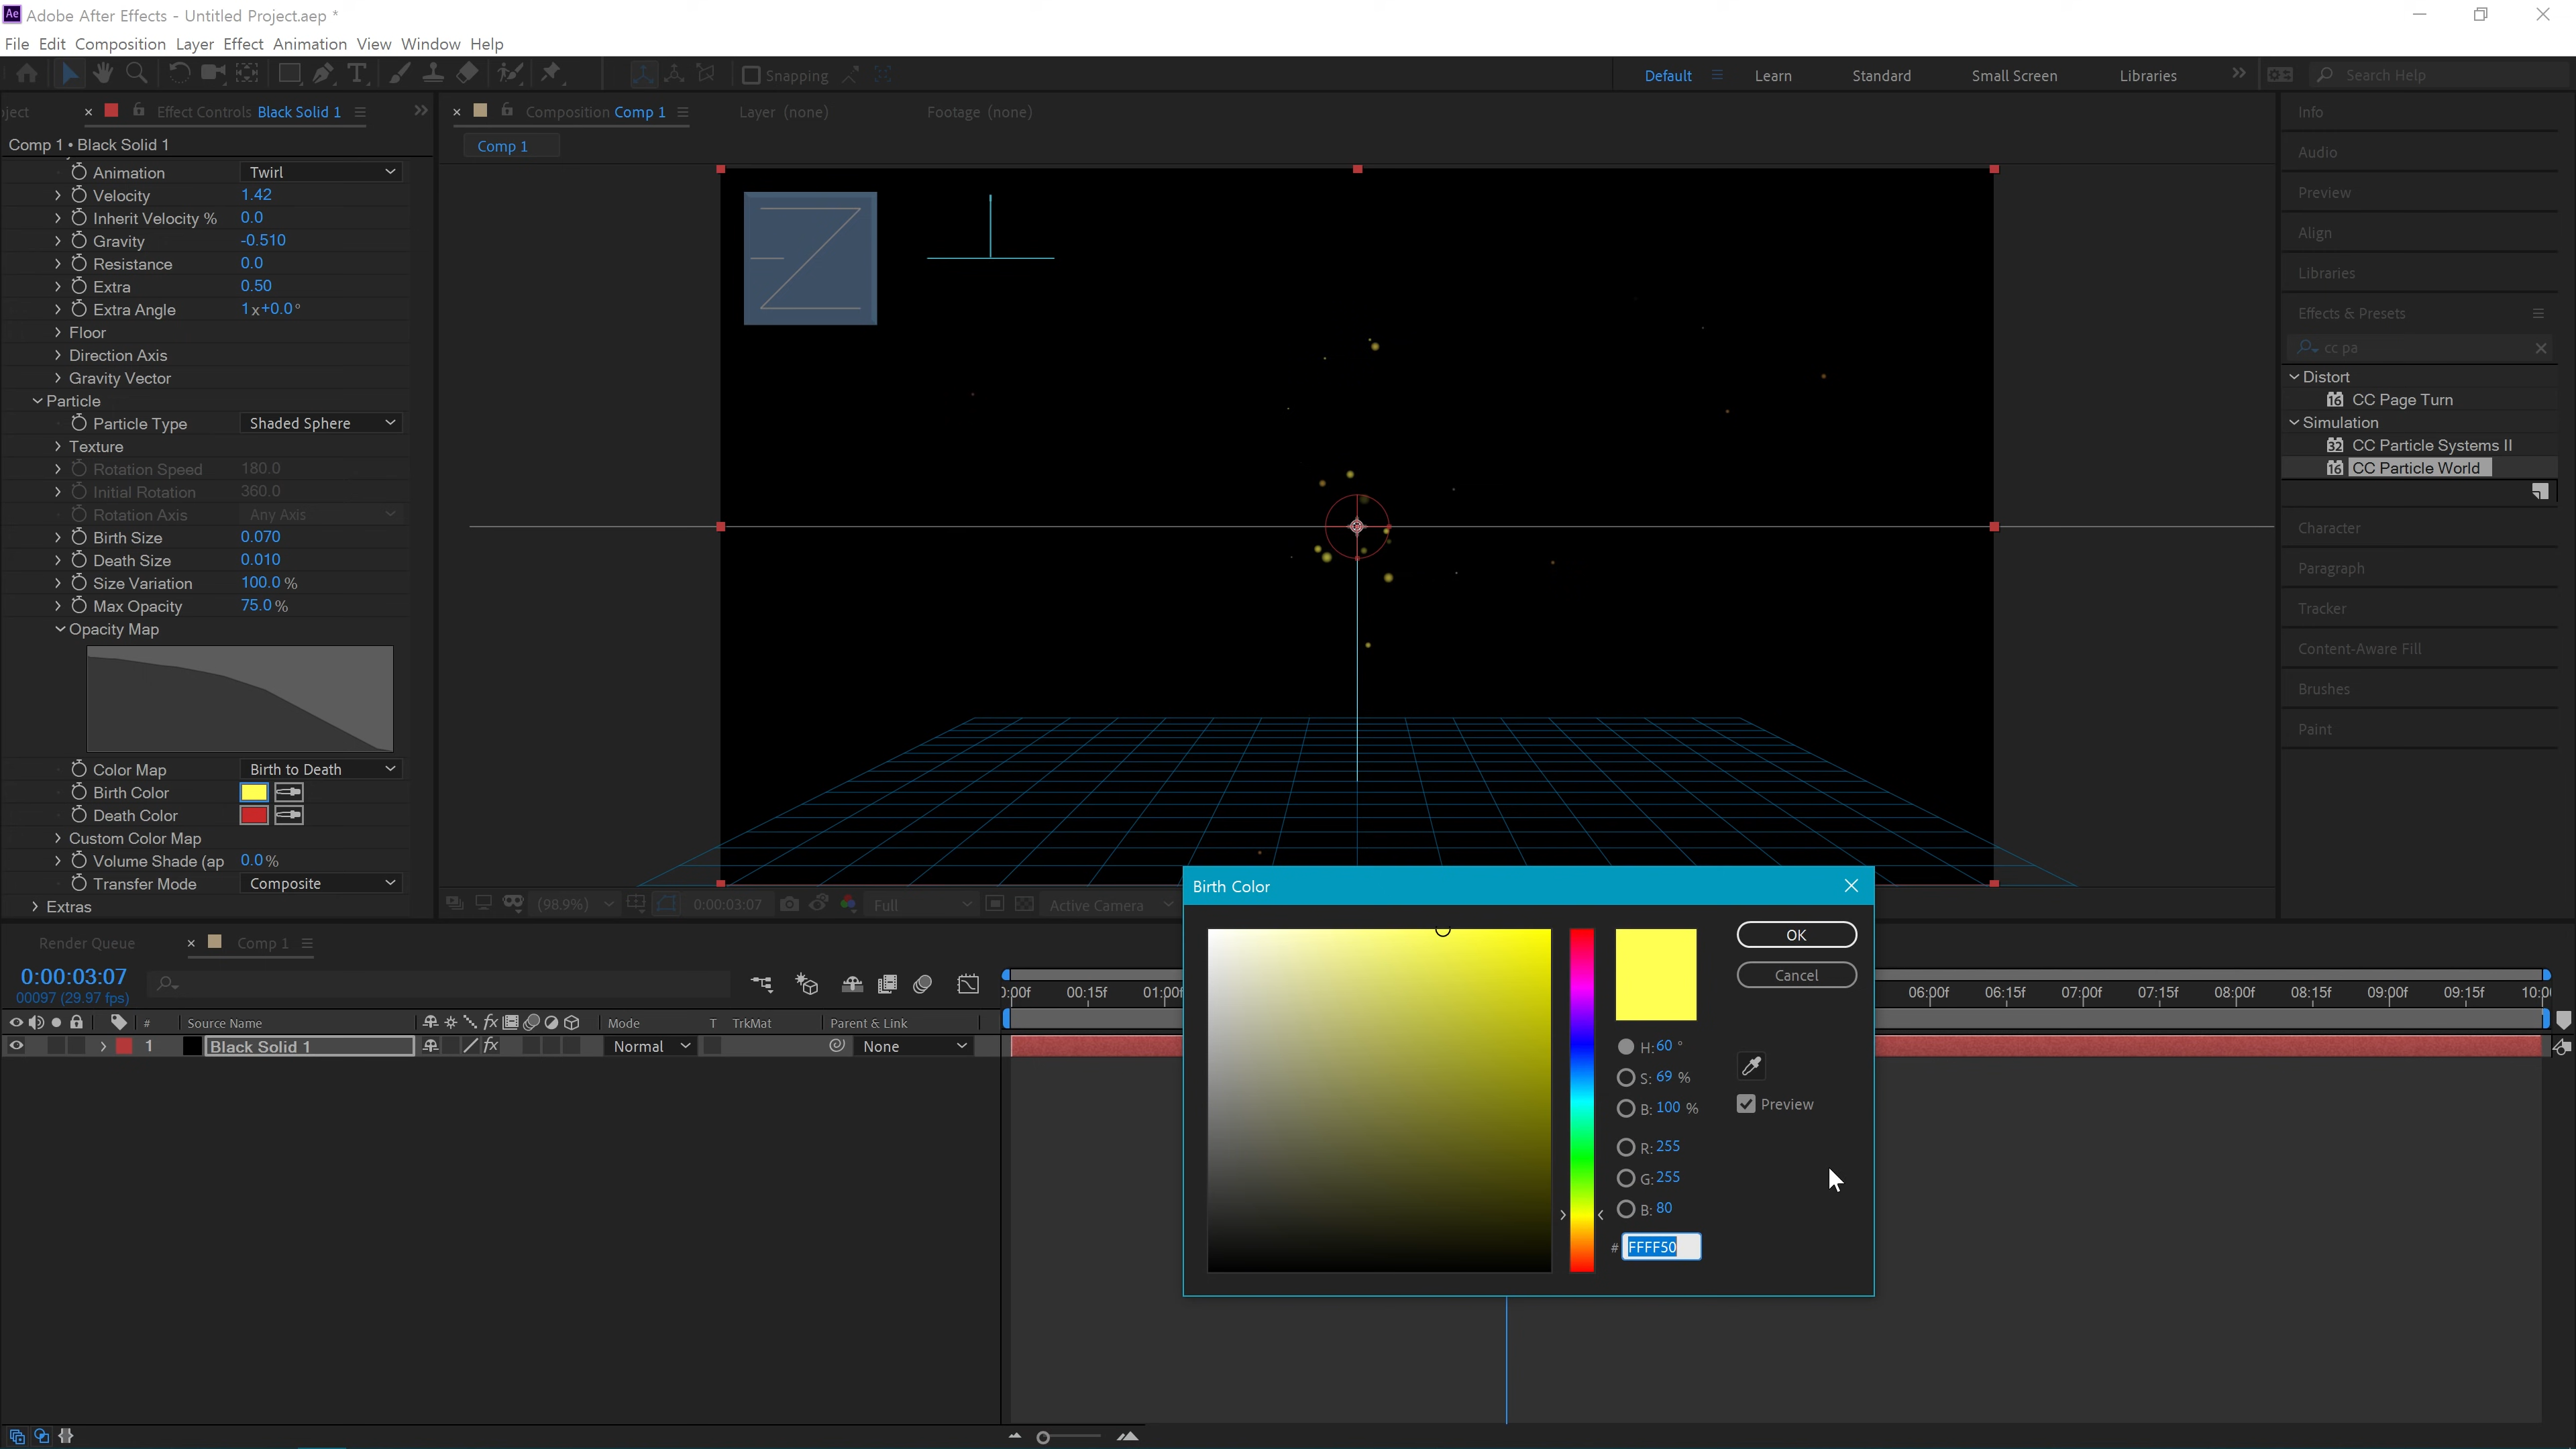 Ae Adobe After Effects - Untitled Project.aep *
File Edit Composition Layer Effect Animation View Window Help
Snapping
Default Learn Standard Small Screen Libraries Search Help
oject Effect Controls Black Solid 1
Composition Comp 1 Layer (none) Footage (none)
Comp 1 • Black Solid 1
Comp 1
Animation Twirl
Velocity 1.42
Inherit Velocity % 0.0
Gravity -0.510
Resistance 0.0
Extra 0.50
Extra Angle 1x+0.0°
Floor
Direction Axis
Gravity Vector
Particle
Particle Type Shaded Sphere
Texture
Rotation Speed 180.0
Initial Rotation 360.0
Rotation Axis Any Axis
Birth Size 0.070
Death Size 0.010
Size Variation 100.0 %
Max Opacity 75.0 %
Opacity Map
Color Map Birth to Death
Birth Color
Death Color
Custom Color Map
Volume Shade (ap 0.0 %
Transfer Mode Composite
Extras
Info
Audio
Preview
Align
Libraries
Effects & Presets
cc pa
Distort
16 CC Page Turn
Simulation
32 CC Particle Systems II
16 CC Particle World
Character
Paragraph
Tracker
Content-Aware Fill
Brushes
Paint
(98.9%) 0:00:03:07 Full Active Camera
Birth Color
OK
Cancel
H: 60 °
S: 69 %
B: 100 %
R: 255
G: 255
B: 80
# FFFF50
Preview
Render Queue Comp 1
0:00:03:07
00097 (29.97 fps)
0:00f 00:15f 01:00f 06:00f 06:15f 07:00f 07:15f 08:00f 08:15f 09:00f 09:15f 10:0
# Source Name fx Mode T TrkMat Parent & Link
1 Black Solid 1 fx Normal None